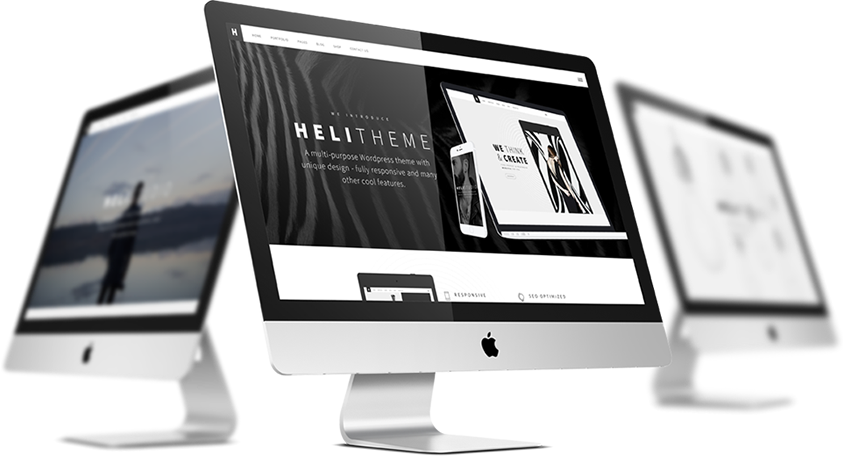 H
HOME PORTFOLIO PAGES BLOG SHOP CONTACT US
WE INTRODUCE
HELITHEME
A multi-purpose Wordpress theme with
unique design - fully responsive and many
other cool features.
WE THINK
& CREATE
RESPONSIVE
SEO-OPTIMIZED
HELI